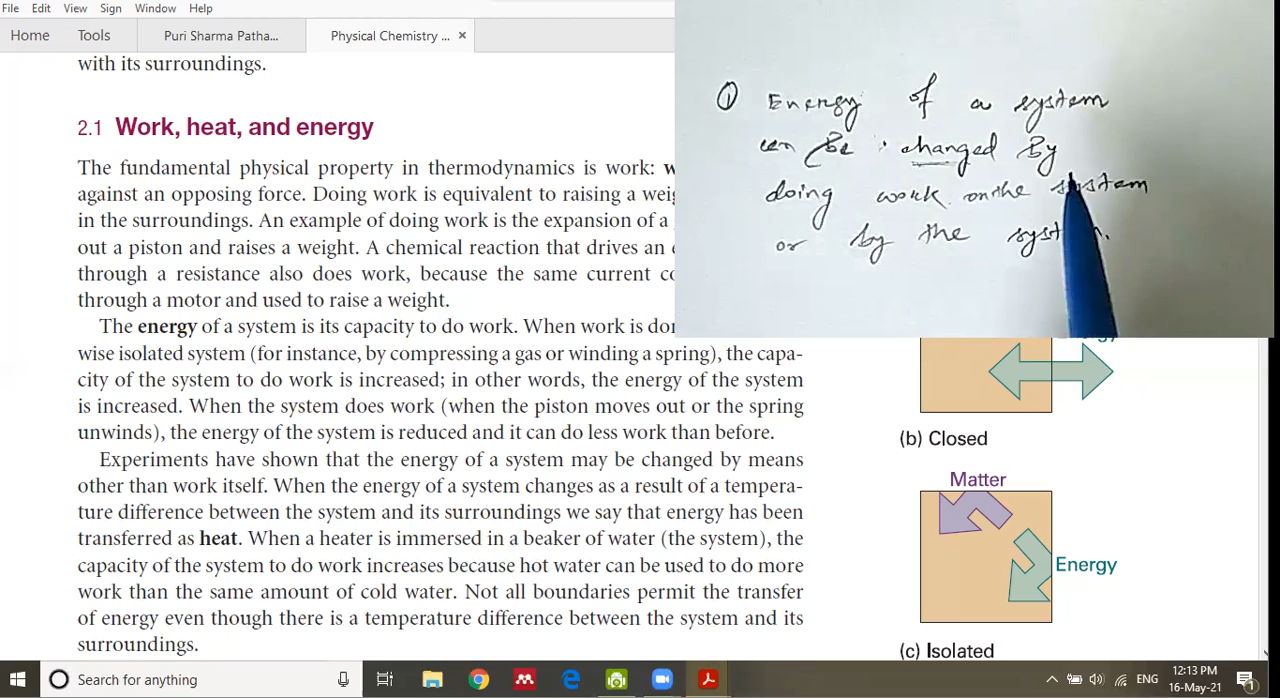 File Edit View Sign Window Help
Home Tools Puri Sharma Patha... Physical Chemistry ... ×
with its surroundings.
2.1 Work, heat, and energy
The fundamental physical property in thermodynamics is work: w
against an opposing force. Doing work is equivalent to raising a weig
in the surroundings. An example of doing work is the expansion of a
out a piston and raises a weight. A chemical reaction that drives an e
through a resistance also does work, because the same current co
through a motor and used to raise a weight.
The energy of a system is its capacity to do work. When work is don
wise isolated system (for instance, by compressing a gas or winding a spring), the capa-
city of the system to do work is increased; in other words, the energy of the system
is increased. When the system does work (when the piston moves out or the spring
unwinds), the energy of the system is reduced and it can do less work than before.
Experiments have shown that the energy of a system may be changed by means
other than work itself. When the energy of a system changes as a result of a tempera-
ture difference between the system and its surroundings we say that energy has been
transferred as heat. When a heater is immersed in a beaker of water (the system), the
capacity of the system to do work increases because hot water can be used to do more
work than the same amount of cold water. Not all boundaries permit the transfer
of energy even though there is a temperature difference between the system and its
surroundings.
① Energy of a system
can be changed By
doing work on the system
or by the syst
(b) Closed
Matter
Energy
(c) Isolated
Search for anything
ENG
12:13 PM
16-May-21
1